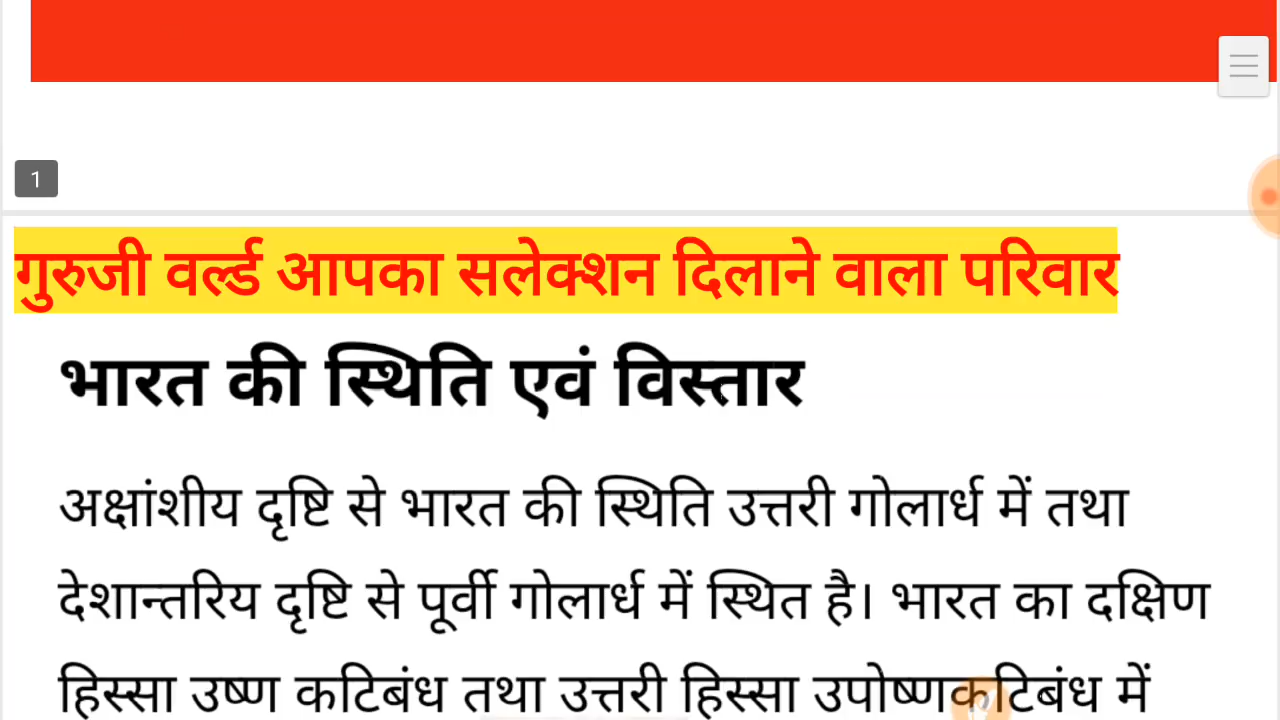 1
गुरुजी वर्ल्ड आपका सलेक्शन दिलाने वाला परिवार
भारत की स्थिति एवं विस्तार
अक्षांशीय दृष्टि से भारत की स्थिति उत्तरी गोलार्ध में तथा
देशान्तरिय दृष्टि से पूर्वी गोलार्ध में स्थित है। भारत का दक्षिण
हिस्सा उष्ण कटिबंध तथा उत्तरी हिस्सा उपोष्णकटिबंध में